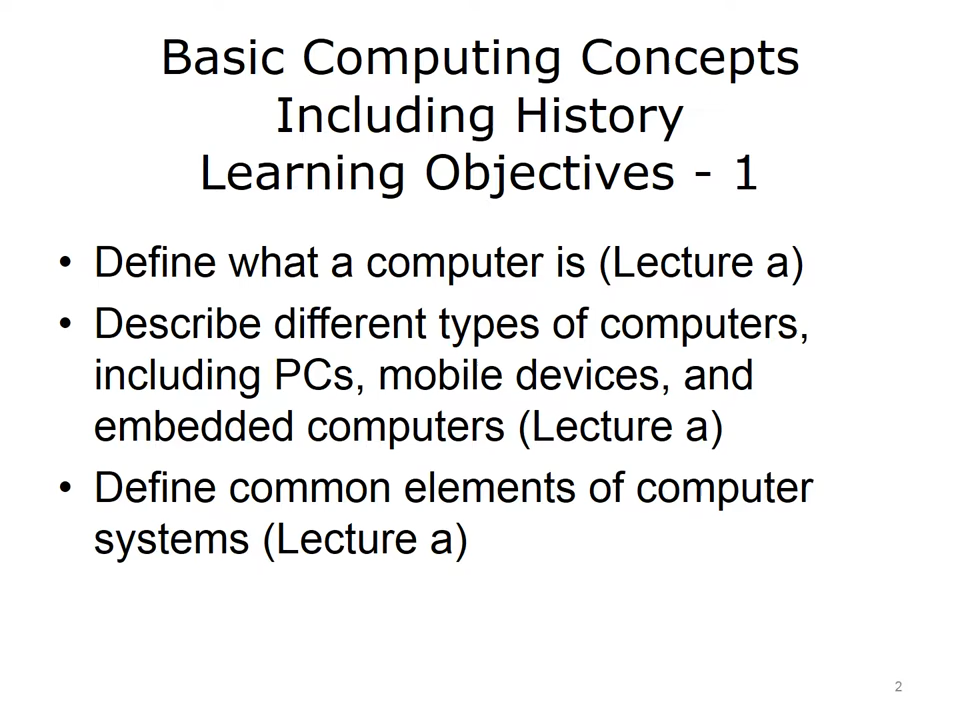 Basic Computing Concepts
Including History
Learning Objectives - 1
• Define what a computer is (Lecture a)
• Describe different types of computers,
including PCs, mobile devices, and
embedded computers (Lecture a)
• Define common elements of computer
systems (Lecture a)
2